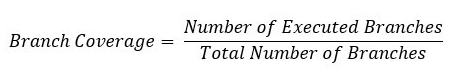 Branch Coverage = Number of Executed Branches / Total Number of Branches